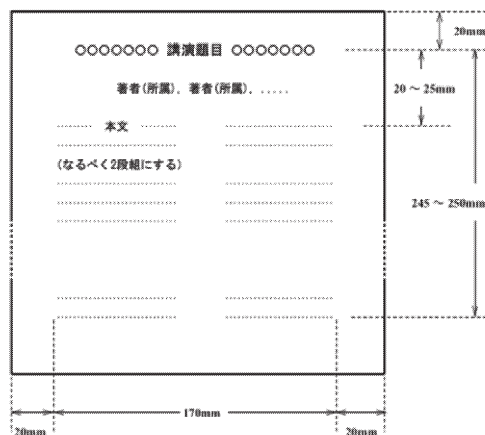 ○○○○○○○ 講演題目 ○○○○○○○
著者(所属), 著者(所属), .....
本文
(なるべく2段組にする)
20mm
20～25mm
245～250mm
170mm
20mm
20mm